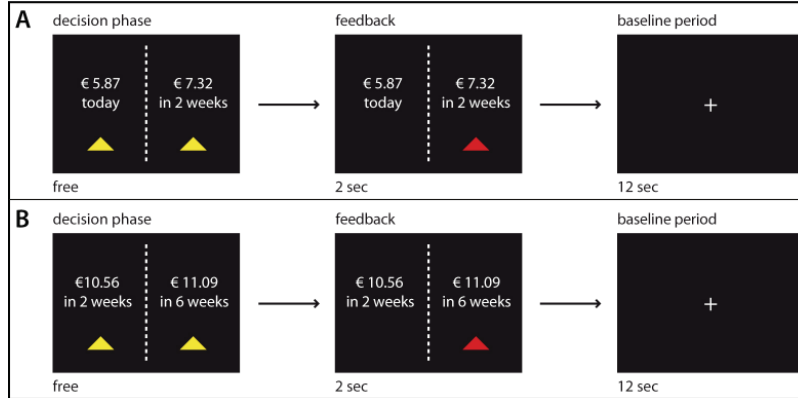 A
decision phase
feedback
baseline period
€ 5.87
today
€ 7.32
in 2 weeks
€ 5.87
today
€ 7.32
in 2 weeks
+
free
2 sec
12 sec
B
decision phase
feedback
baseline period
€10.56
in 2 weeks
€ 11.09
in 6 weeks
€ 10.56
in 2 weeks
€ 11.09
in 6 weeks
+
free
2 sec
12 sec